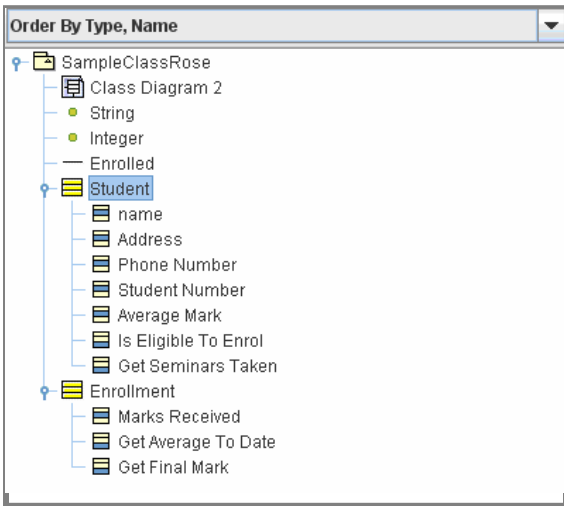 Order By Type, Name
SampleClassRose
Class Diagram 2
String
Integer
Enrolled
Student
name
Address
Phone Number
Student Number
Average Mark
Is Eligible To Enrol
Get Seminars Taken
Enrollment
Marks Received
Get Average To Date
Get Final Mark